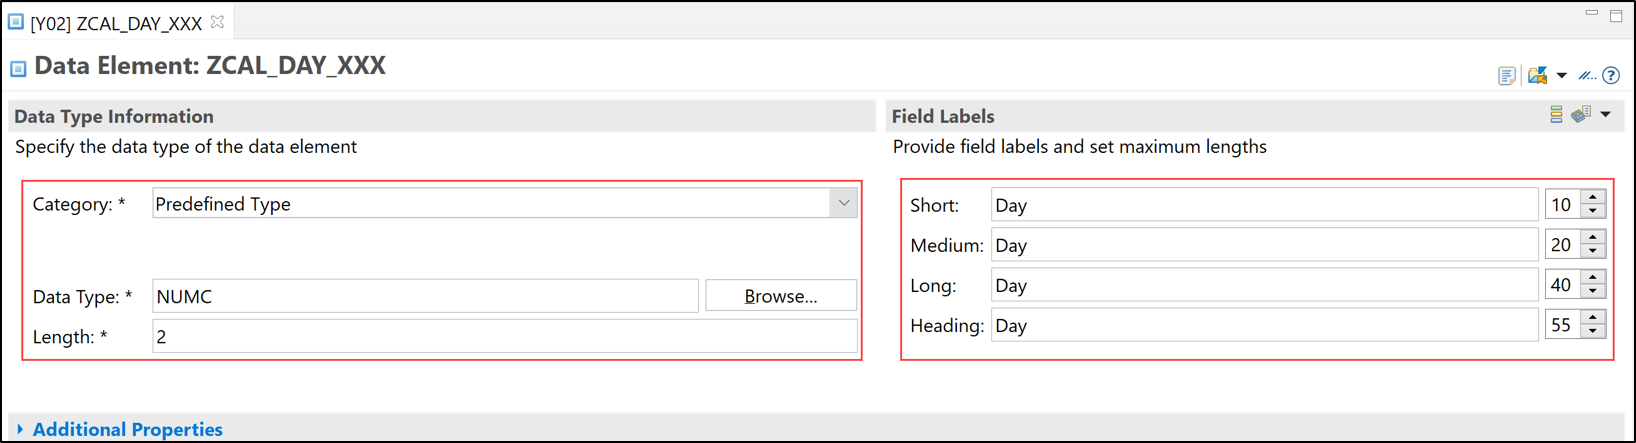 [Y02] ZCAL_DAY_XXX
Data Element: ZCAL_DAY_XXX
Data Type Information
Specify the data type of the data element
Category: * Predefined Type
Data Type: * NUMC Browse...
Length: * 2
Field Labels
Provide field labels and set maximum lengths
Short: Day 10
Medium: Day 20
Long: Day 40
Heading: Day 55
Additional Properties